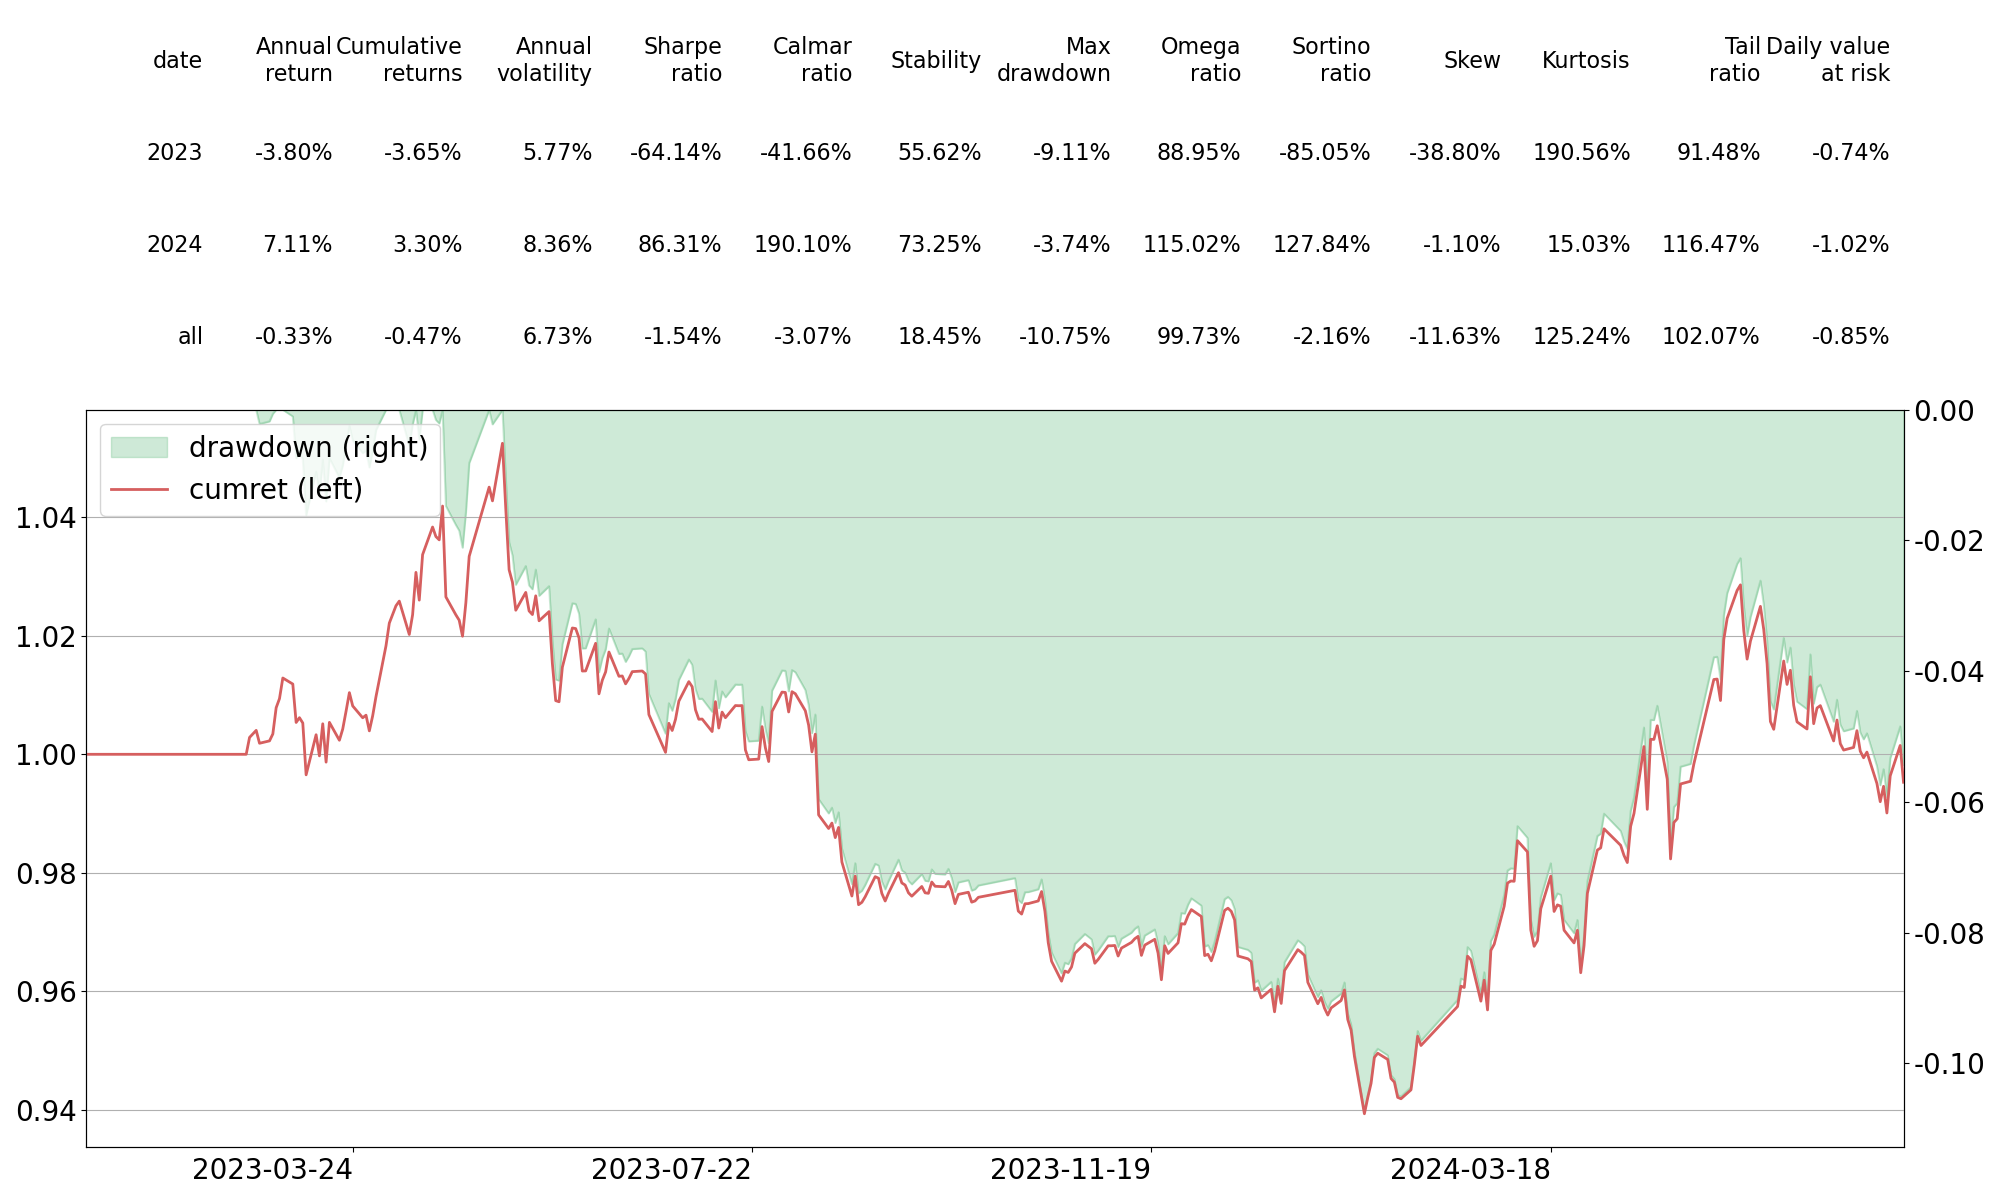 date Annual return Cumulative returns Annual volatility Sharpe ratio Calmar ratio Stability Max drawdown Omega ratio Sortino ratio Skew Kurtosis Tail ratio Daily value at risk
2023 -3.80% -3.65% 5.77% -64.14% -41.66% 55.62% -9.11% 88.95% -85.05% -38.80% 190.56% 91.48% -0.74%
2024 7.11% 3.30% 8.36% 86.31% 190.10% 73.25% -3.74% 115.02% 127.84% -1.10% 15.03% 116.47% -1.02%
all -0.33% -0.47% 6.73% -1.54% -3.07% 18.45% -10.75% 99.73% -2.16% -11.63% 125.24% 102.07% -0.85%
drawdown (right)
cumret (left)
1.04
1.02
1.00
0.98
0.96
0.94
0.00
-0.02
-0.04
-0.06
-0.08
-0.10
2023-03-24 2023-07-22 2023-11-19 2024-03-18